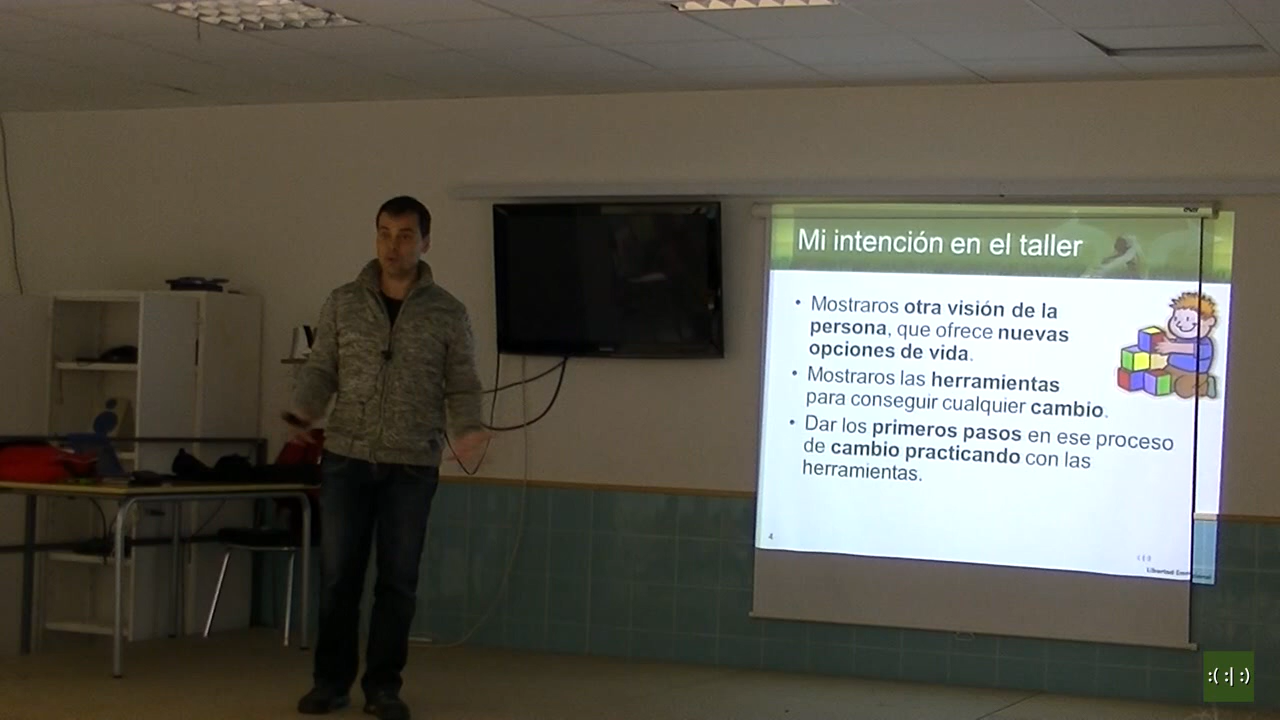 Mi intención en el taller
• Mostraros otra visión de la
persona, que ofrece nuevas
opciones de vida.
• Mostraros las herramientas
para conseguir cualquier cambio.
• Dar los primeros pasos en ese proceso
de cambio practicando con las
herramientas.
4
Libertad
:( :| :)